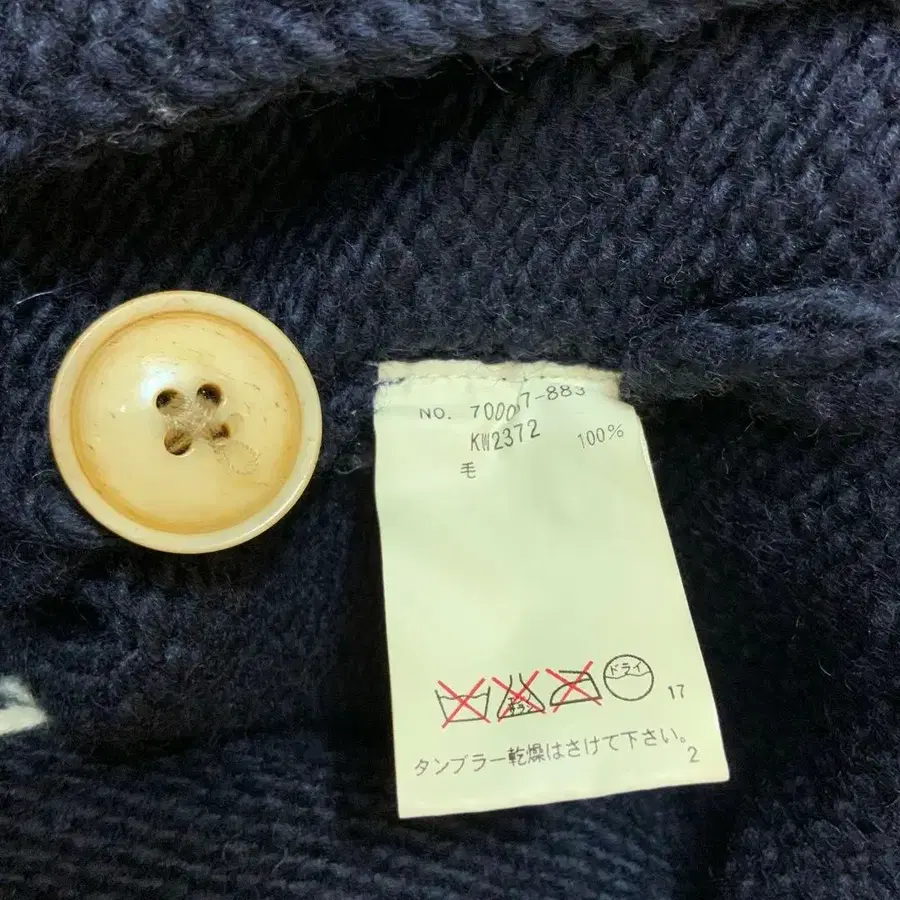 NO. 70007-883
KW2372
毛 100%
ドライ
17
タンブラー乾燥はさけて下さい。
2